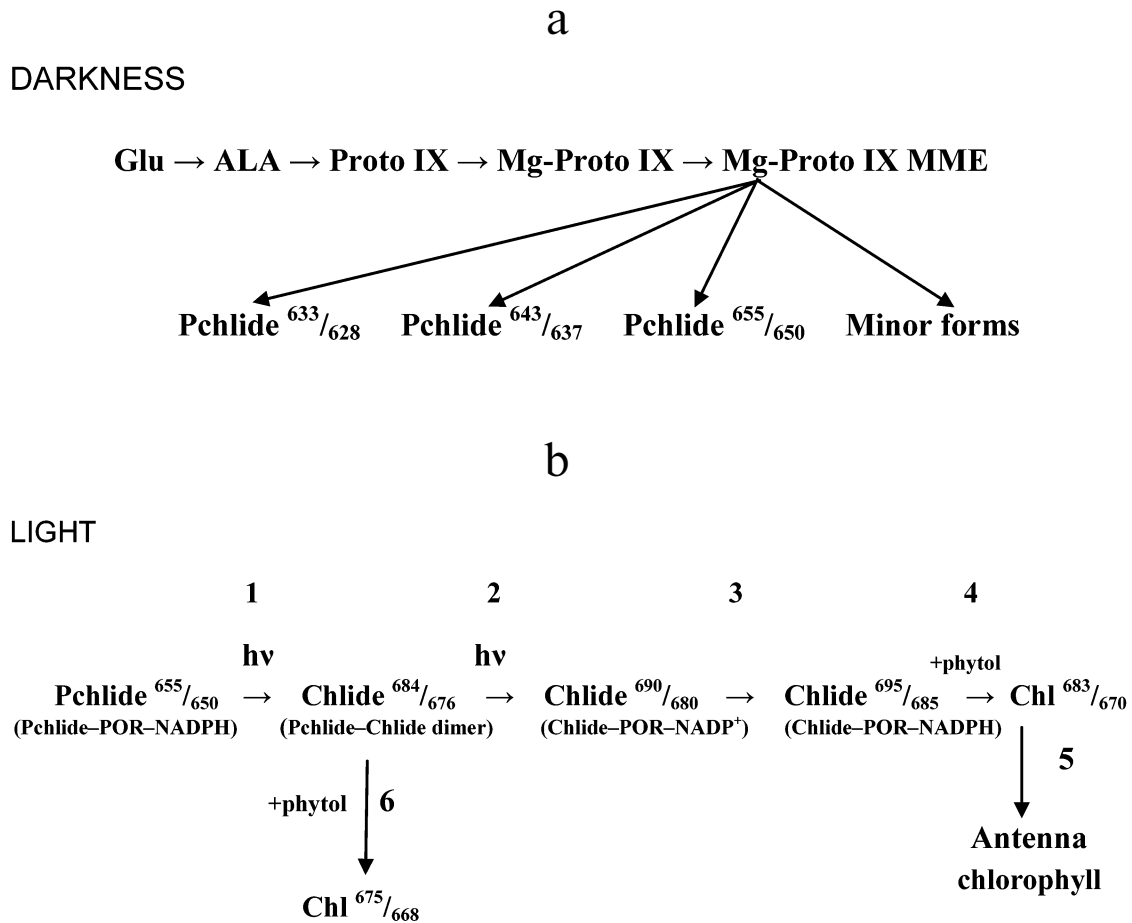 a
DARKNESS
Glu → ALA → Proto IX → Mg-Proto IX → Mg-Proto IX MME
Pchlide 633/628 Pchlide 643/637 Pchlide 655/650 Minor forms
b
LIGHT
1 2 3 4
hν hν +phytol
Pchlide 655/650 → Chlide 684/676 → Chlide 690/680 → Chlide 695/685 → Chl 683/670
(Pchlide–POR–NADPH) (Pchlide–Chlide dimer) (Chlide–POR–NADP⁺) (Chlide–POR–NADPH)
5
+phytol 6
Antenna
chlorophyll
Chl 675/668